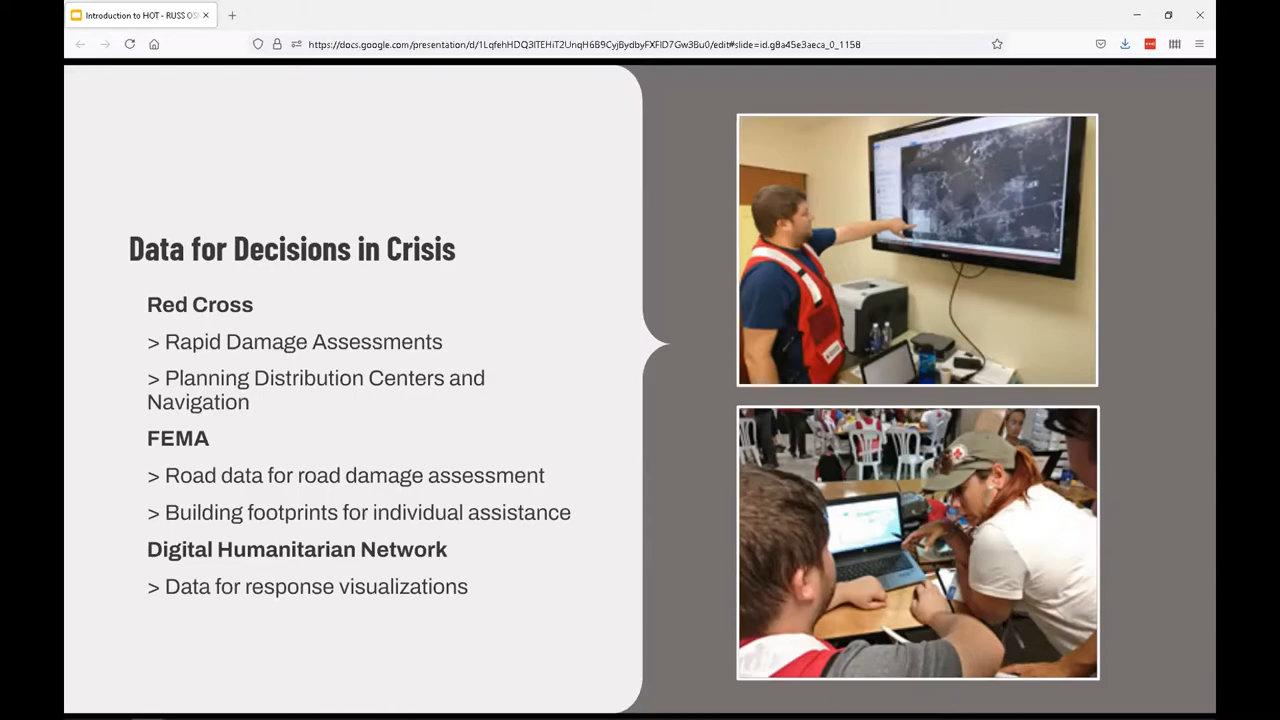 Introduction to HOT - RUSS OS
https://docs.google.com/presentation/d/1LqfehHDQ3lTEHiT2UnqH6B9CyjBydbyFXFlD7Gw3Bu0/edit#slide=id.g8a45e3aeca_0_1158
Data for Decisions in Crisis
Red Cross
> Rapid Damage Assessments
> Planning Distribution Centers and
Navigation
FEMA
> Road data for road damage assessment
> Building footprints for individual assistance
Digital Humanitarian Network
> Data for response visualizations